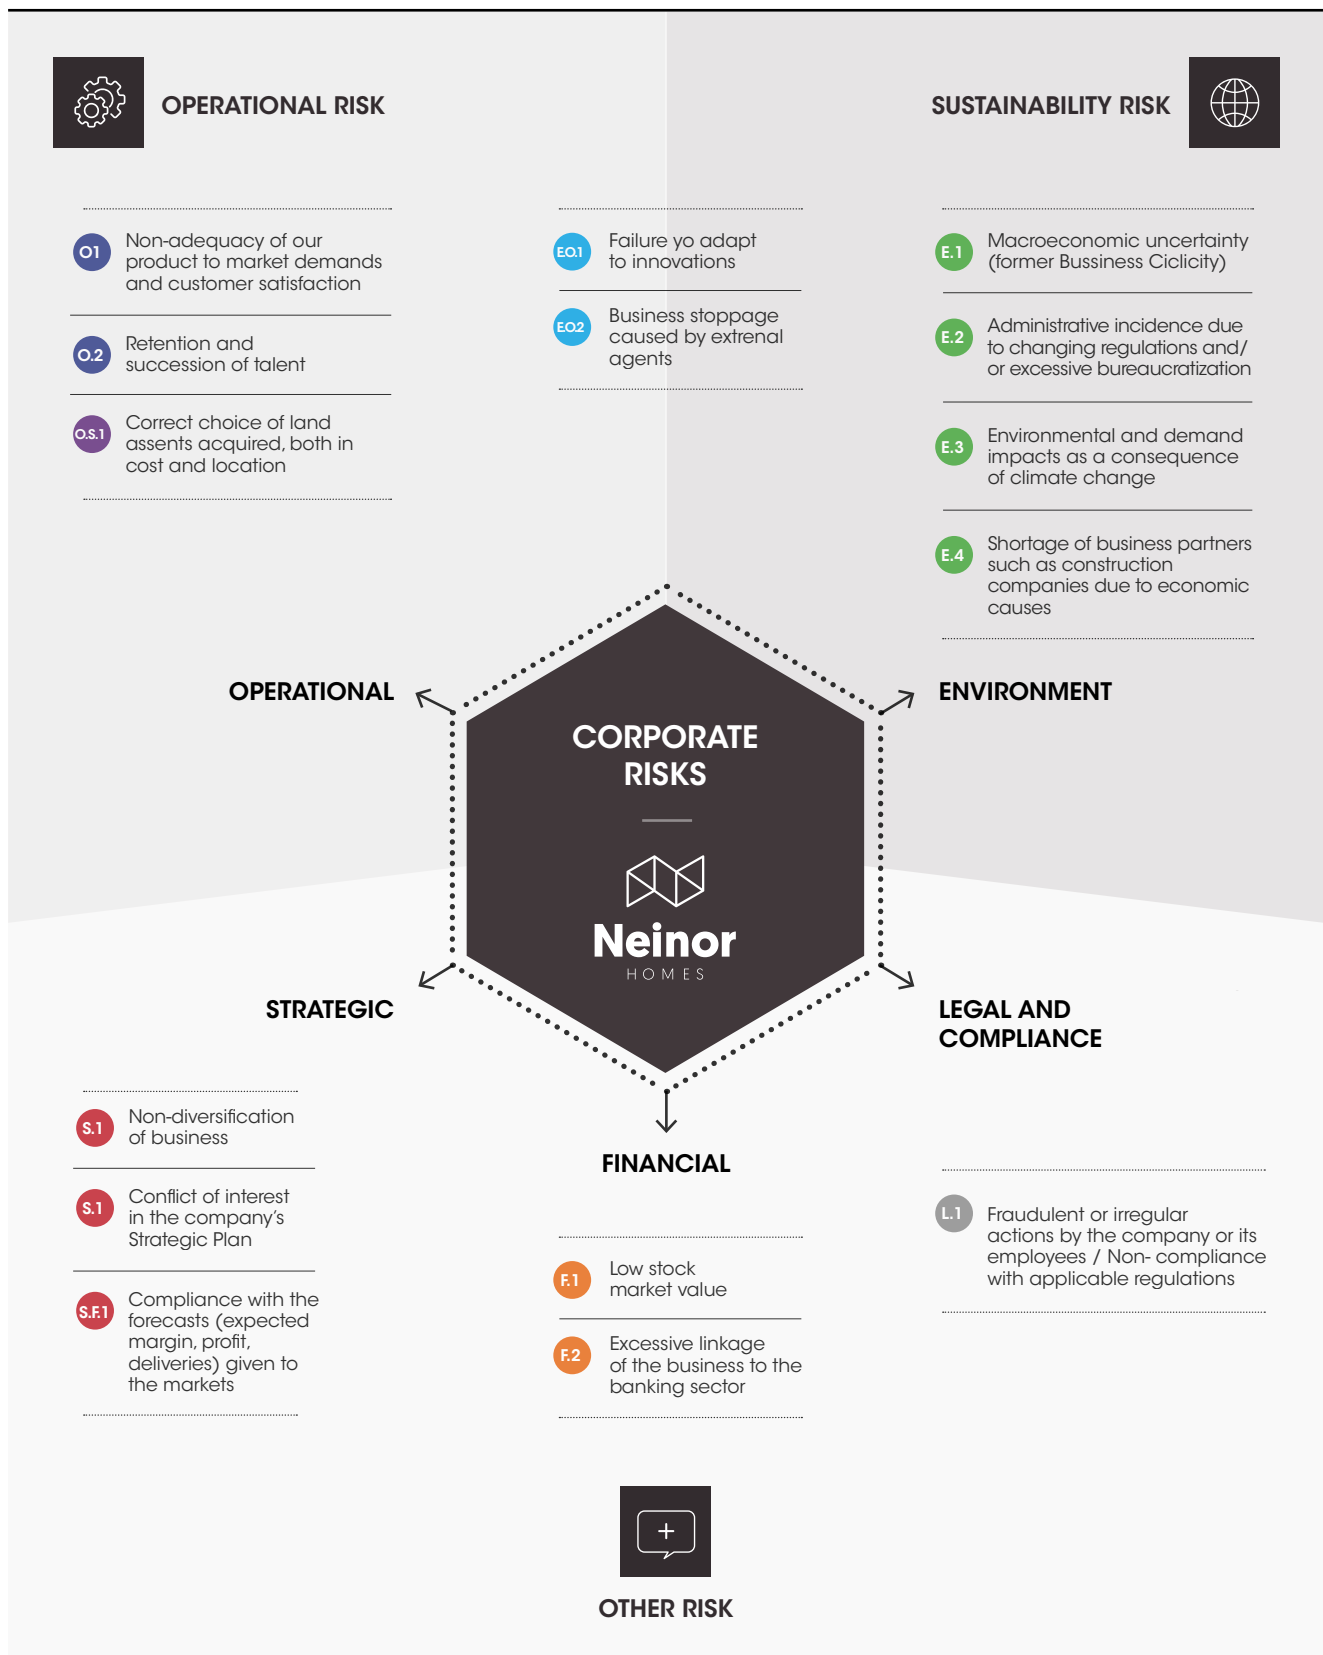 OPERATIONAL RISK
SUSTAINABILITY RISK
O1
Non-adequacy of our
product to market demands
and customer satisfaction
O.2
Retention and
succession of talent
O.S.1
Correct choice of land
assents acquired, both in
cost and location
E.O.1
Failure yo adapt
to innovations
E.O.2
Business stoppage
caused by extrenal
agents
E.1
Macroeconomic uncertainty
(former Bussiness Ciclicity)
E.2
Administrative incidence due
to changing regulations and/
or excessive bureaucratization
E.3
Environmental and demand
impacts as a consequence
of climate change
E.4
Shortage of business partners
such as construction
companies due to economic
causes
OPERATIONAL
ENVIRONMENT
CORPORATE
RISKS
Neinor
HOMES
STRATEGIC
LEGAL AND
COMPLIANCE
FINANCIAL
S.1
Non-diversification
of business
S.1
Conflict of interest
in the company's
Strategic Plan
S.F.1
Compliance with the
forecasts (expected
margin, profit,
deliveries) given to
the markets
F.1
Low stock
market value
F.2
Excessive linkage
of the business to the
banking sector
L.1
Fraudulent or irregular
actions by the company or its
employees / Non- compliance
with applicable regulations
OTHER RISK